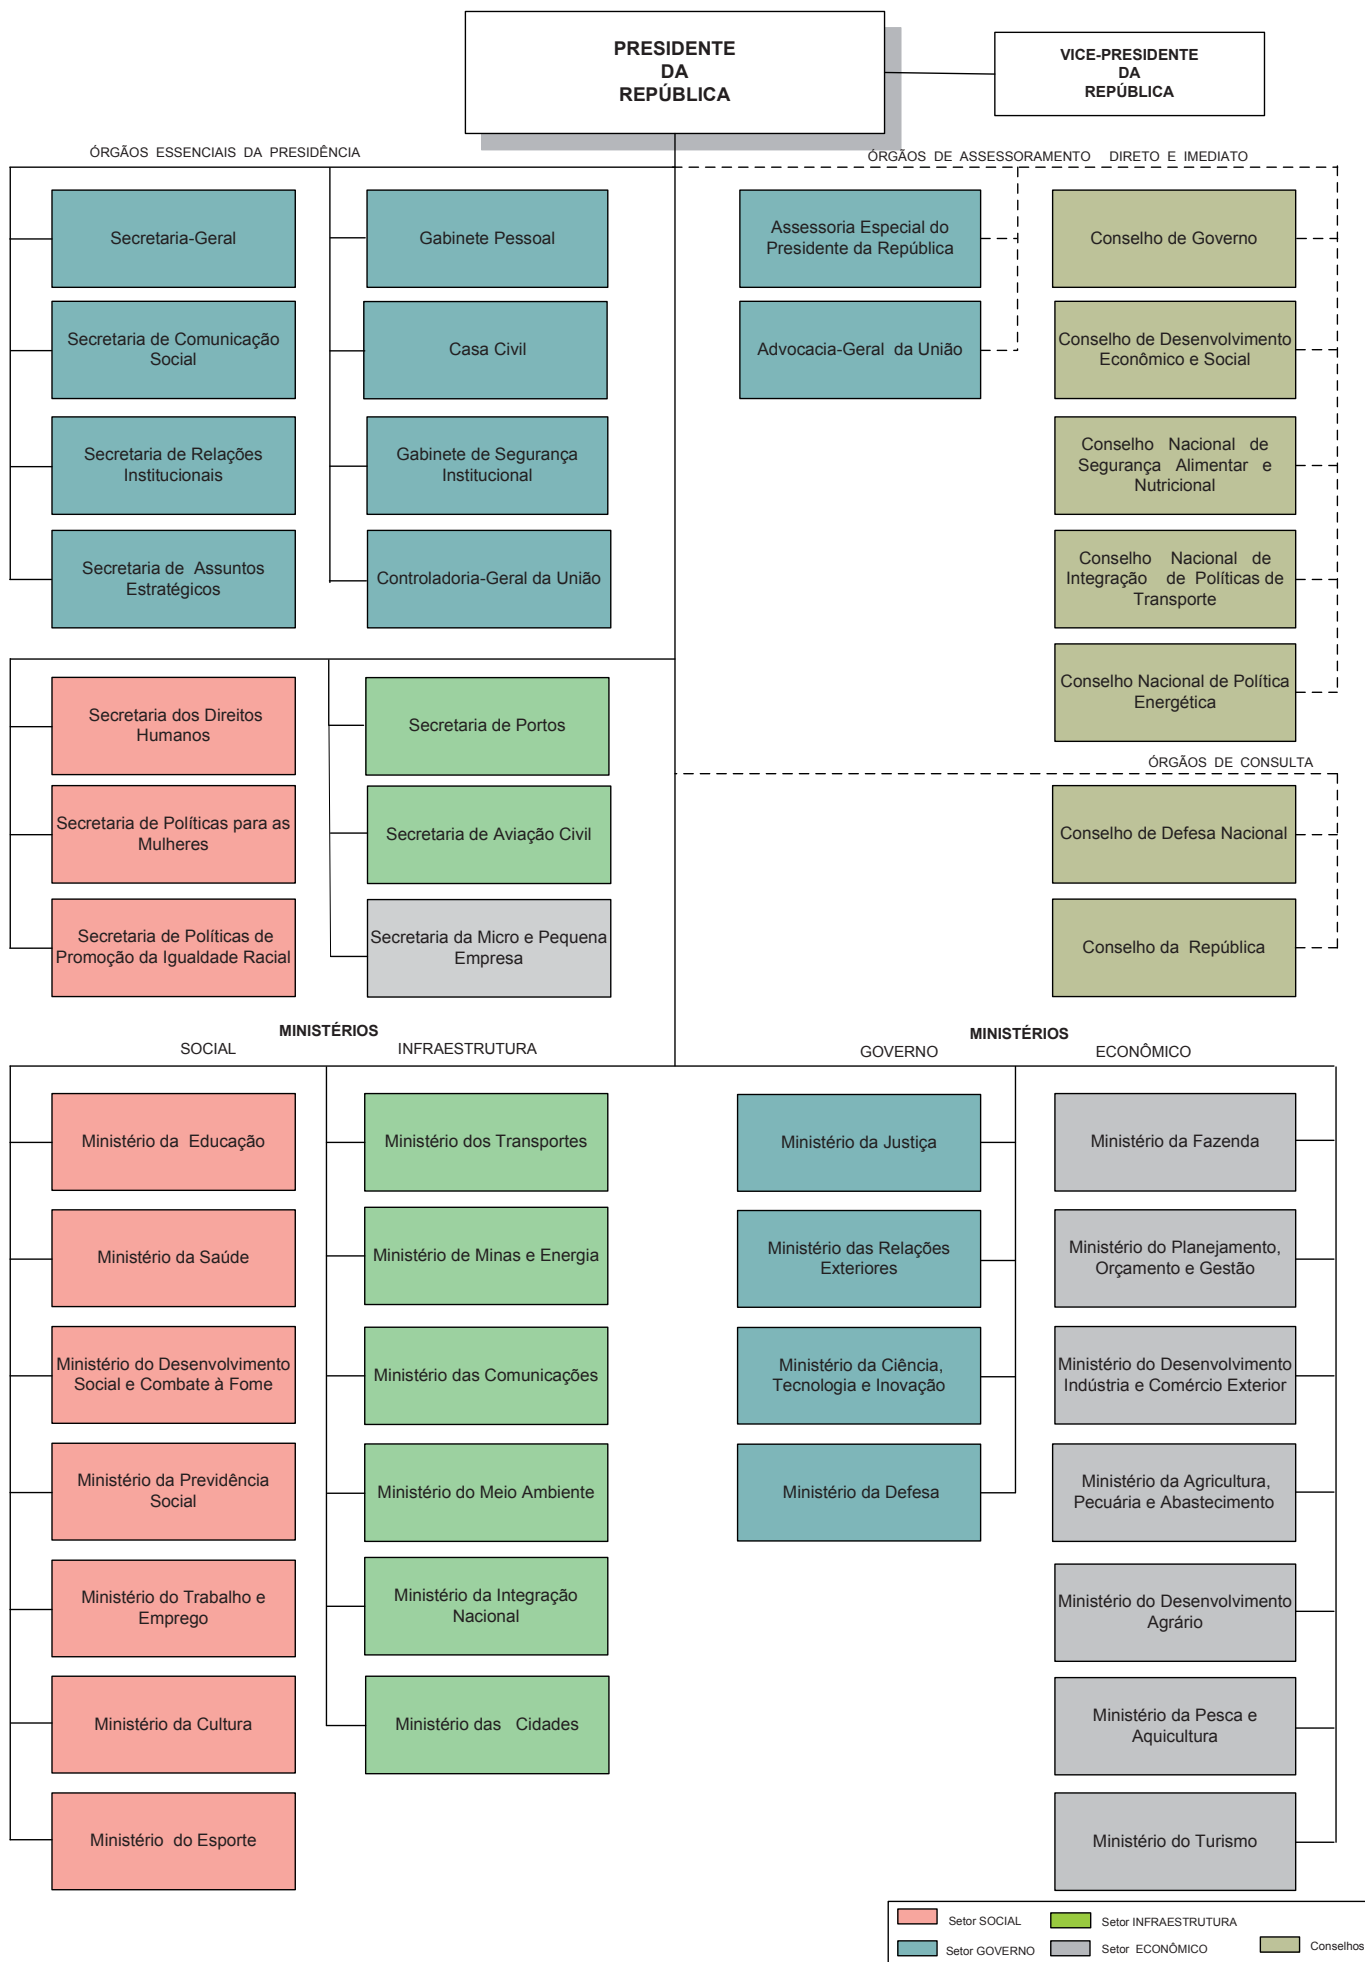 PRESIDENTE
DA
REPÚBLICA
VICE-PRESIDENTE
DA
REPÚBLICA
ÓRGÃOS ESSENCIAIS DA PRESIDÊNCIA
ÓRGÃOS DE ASSESSORAMENTO DIRETO E IMEDIATO
Secretaria-Geral
Gabinete Pessoal
Assessoria Especial do
Presidente da República
Conselho de Governo
Secretaria de Comunicação
Social
Casa Civil
Advocacia-Geral da União
Conselho de Desenvolvimento
Econômico e Social
Secretaria de Relações
Institucionais
Gabinete de Segurança
Institucional
Conselho Nacional de
Segurança Alimentar e
Nutricional
Secretaria de Assuntos
Estratégicos
Controladoria-Geral da União
Conselho Nacional de
Integração de Políticas de
Transporte
Secretaria dos Direitos
Humanos
Secretaria de Portos
Conselho Nacional de Política
Energética
ÓRGÃOS DE CONSULTA
Secretaria de Políticas para as
Mulheres
Secretaria de Aviação Civil
Conselho de Defesa Nacional
Secretaria de Políticas de
Promoção da Igualdade Racial
Secretaria da Micro e Pequena
Empresa
Conselho da República
MINISTÉRIOS
SOCIAL INFRAESTRUTURA
MINISTÉRIOS
GOVERNO ECONÔMICO
Ministério da Educação
Ministério dos Transportes
Ministério da Justiça
Ministério da Fazenda
Ministério da Saúde
Ministério de Minas e Energia
Ministério das Relações
Exteriores
Ministério do Planejamento,
Orçamento e Gestão
Ministério do Desenvolvimento
Social e Combate à Fome
Ministério das Comunicações
Ministério da Ciência,
Tecnologia e Inovação
Ministério do Desenvolvimento
Indústria e Comércio Exterior
Ministério da Previdência
Social
Ministério do Meio Ambiente
Ministério da Defesa
Ministério da Agricultura,
Pecuária e Abastecimento
Ministério do Trabalho e
Emprego
Ministério da Integração
Nacional
Ministério do Desenvolvimento
Agrário
Ministério da Cultura
Ministério das Cidades
Ministério da Pesca e
Aquicultura
Ministério do Esporte
Ministério do Turismo
Setor SOCIAL
Setor INFRAESTRUTURA
Setor GOVERNO
Setor ECONÔMICO
Conselhos